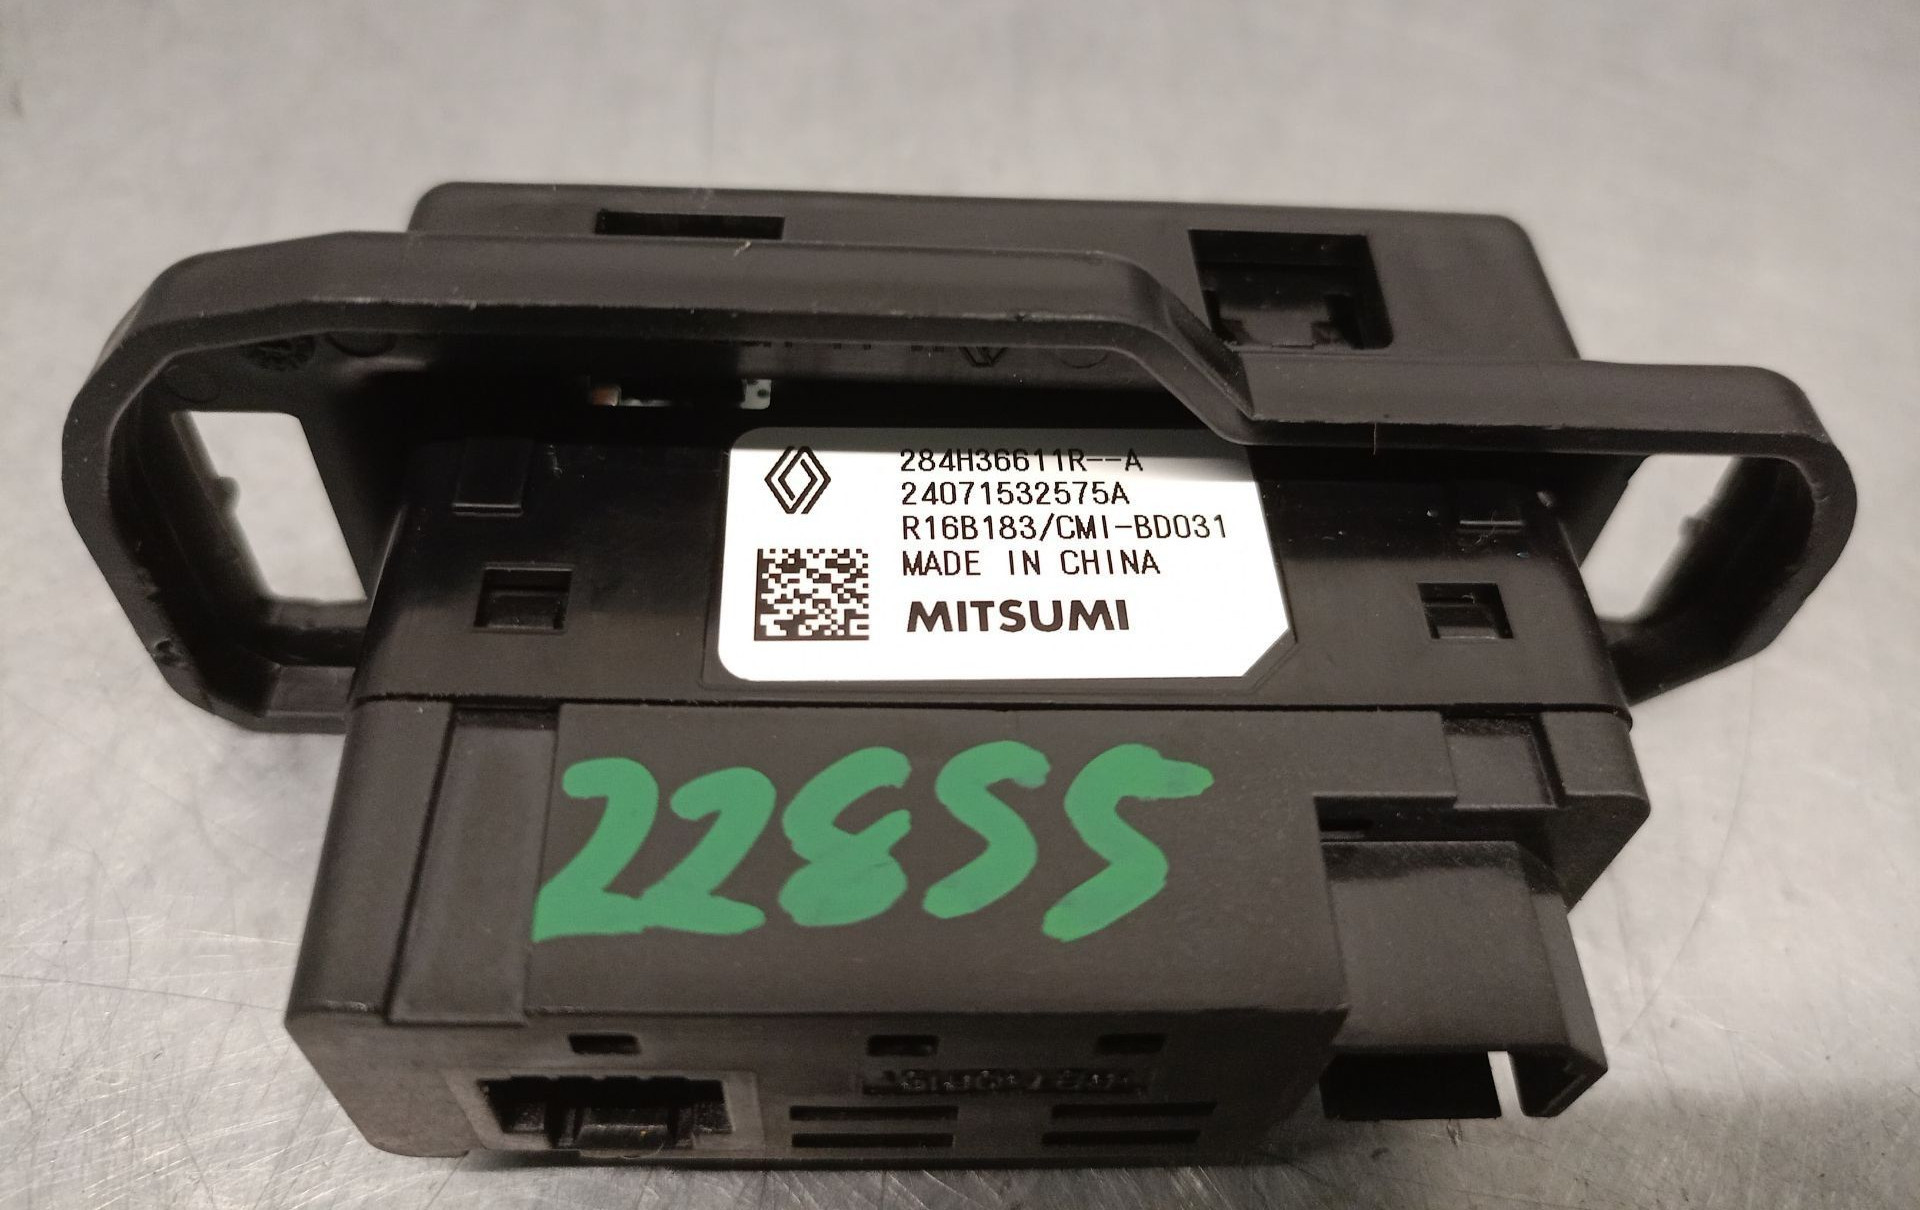 284H36611R--A
24071532575A
R16B183/CMI-BD031
MADE IN CHINA
MITSUMI
22855